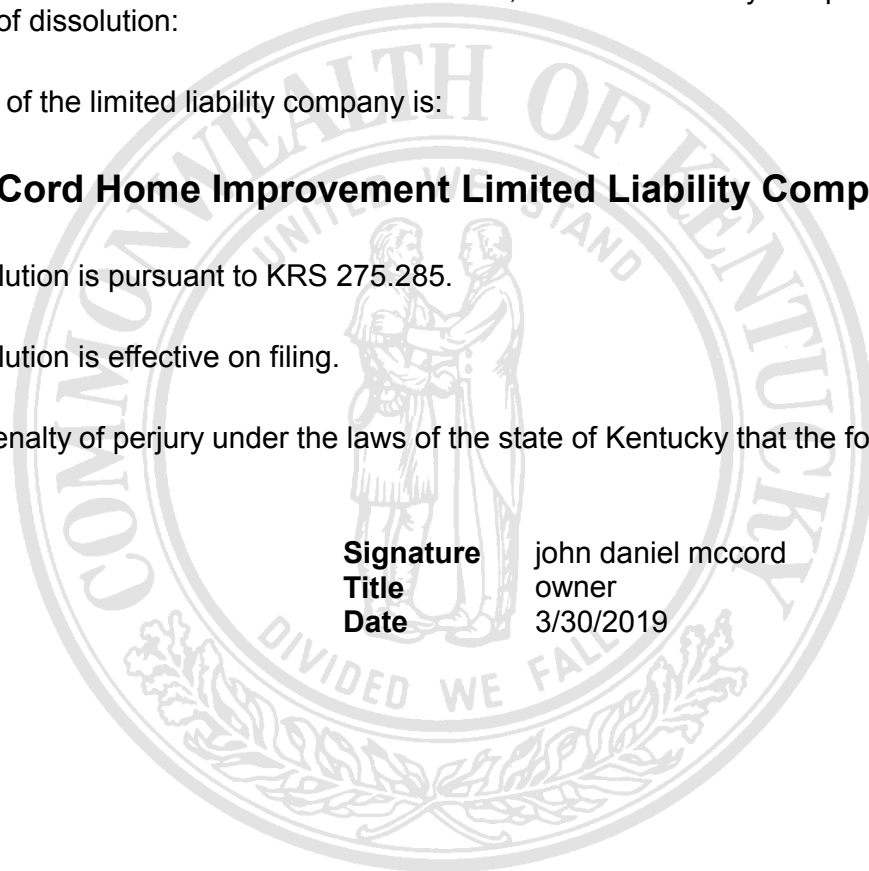 of dissolution:
of the limited liability company is:
Cord Home Improvement Limited Liability Comp
lution is pursuant to KRS 275.285.
lution is effective on filing.
enalty of perjury under the laws of the state of Kentucky that the fo
Signature john daniel mccord
Title owner
Date 3/30/2019
COMMONWEALTH OF KENTUCKY
UNITED WE STAND
DIVIDED WE FALL